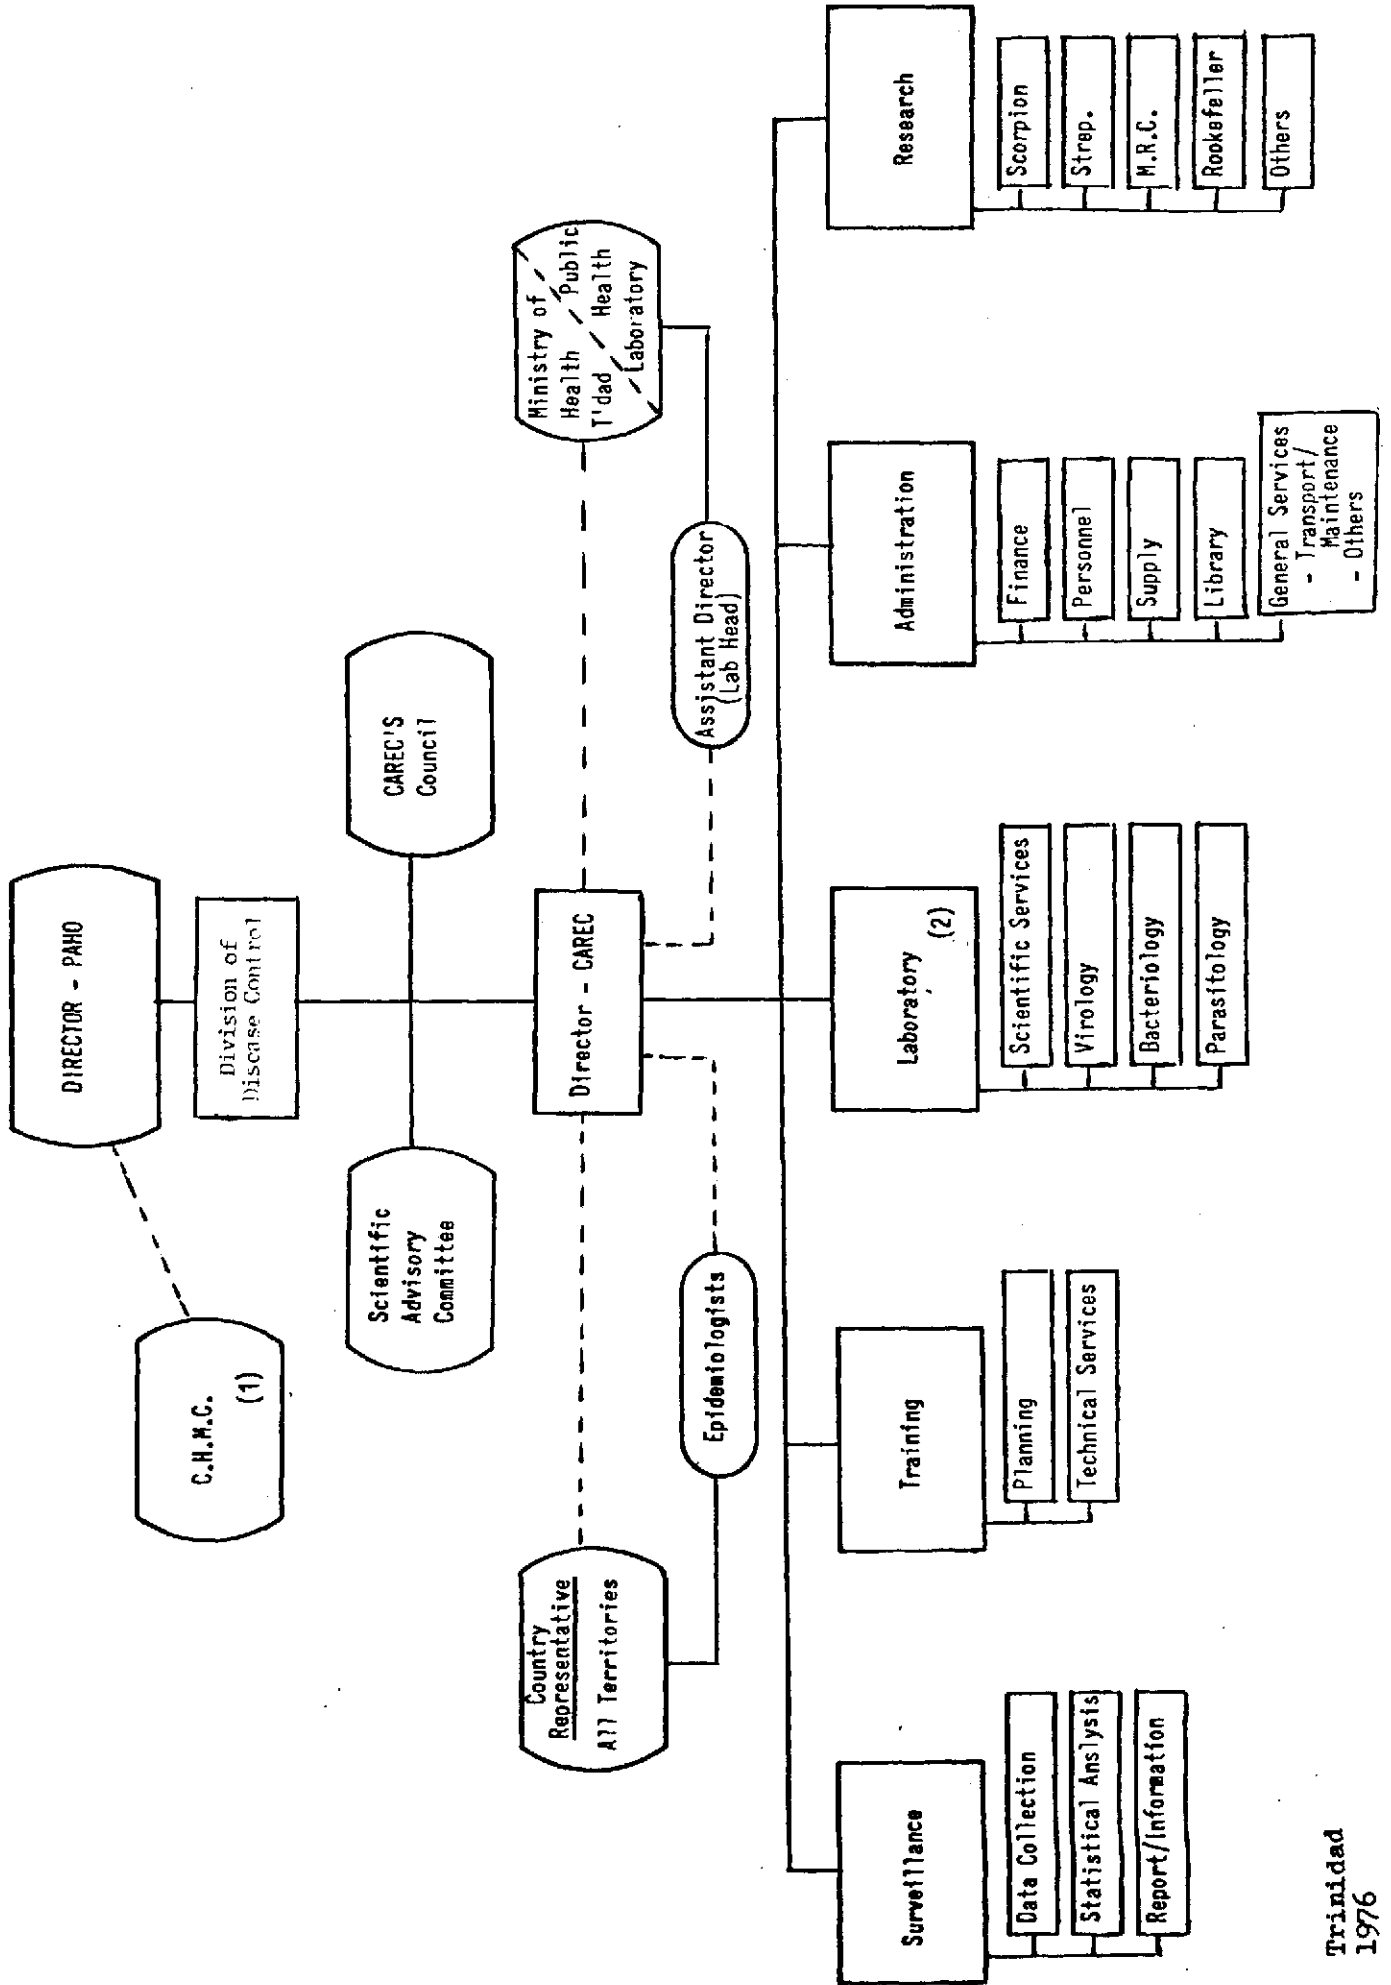 DIRECTOR - PAHO
Division of
Disease Control
C.H.M.C.
(1)
Scientific
Advisory
Committee
CAREC'S
Council
Country
Representative
All Territories
Director - CAREC
Ministry of
Health Public
T'dad Health
Laboratory
Epidemiologists
Assistant Director
(Lab Head)
Surveillance
Data Collection
Statistical Anslysis
Report/Information
Training
Planning
Technical Services
Laboratory
(2)
Scientific Services
Virology
Bacteriology
Parasitology
Administration
Finance
Personnel
Supply
Library
General Services
- Transport/
Maintenance
- Others
Research
Scorpion
Strep.
M.R.C.
Rookefeller
Others
Trinidad
1976